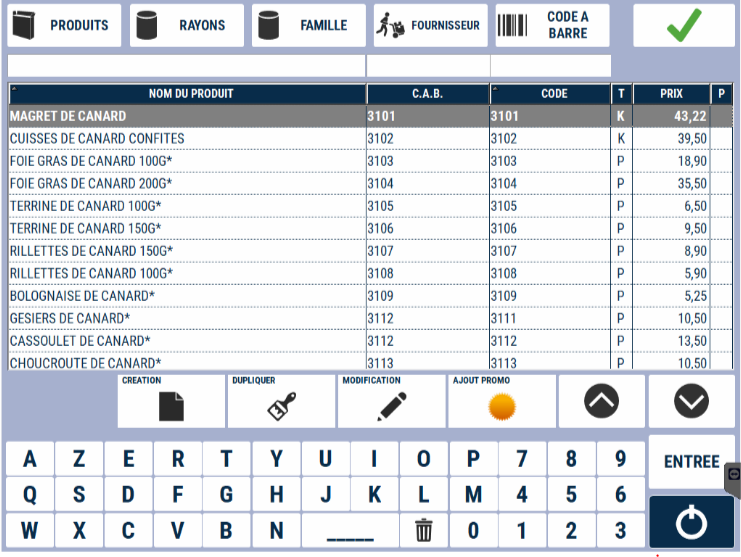 PRODUITS RAYONS FAMILLE FOURNISSEUR CODE A BARRE
NOM DU PRODUIT C.A.B. CODE T PRIX P
MAGRET DE CANARD 3101 3101 K 43,22
CUISSES DE CANARD CONFITES 3102 3102 K 39,50
FOIE GRAS DE CANARD 100G* 3103 3103 P 18,90
FOIE GRAS DE CANARD 200G* 3104 3104 P 35,50
TERRINE DE CANARD 100G* 3105 3105 P 6,50
TERRINE DE CANARD 150G* 3106 3106 P 9,50
RILLETTES DE CANARD 150G* 3107 3107 P 8,90
RILLETTES DE CANARD 100G* 3108 3108 P 5,90
BOLOGNAISE DE CANARD* 3109 3109 P 5,25
GESIERS DE CANARD* 3112 3111 P 10,50
CASSOULET DE CANARD* 3112 3112 P 13,50
CHOUCROUTE DE CANARD* 3113 3113 P 10,50
CREATION DUPLIQUER MODIFICATION AJOUT PROMO
A Z E R T Y U I O P 7 8 9 ENTREE
Q S D F G H J K L M 4 5 6
W X C V B N _____ 0 1 2 3